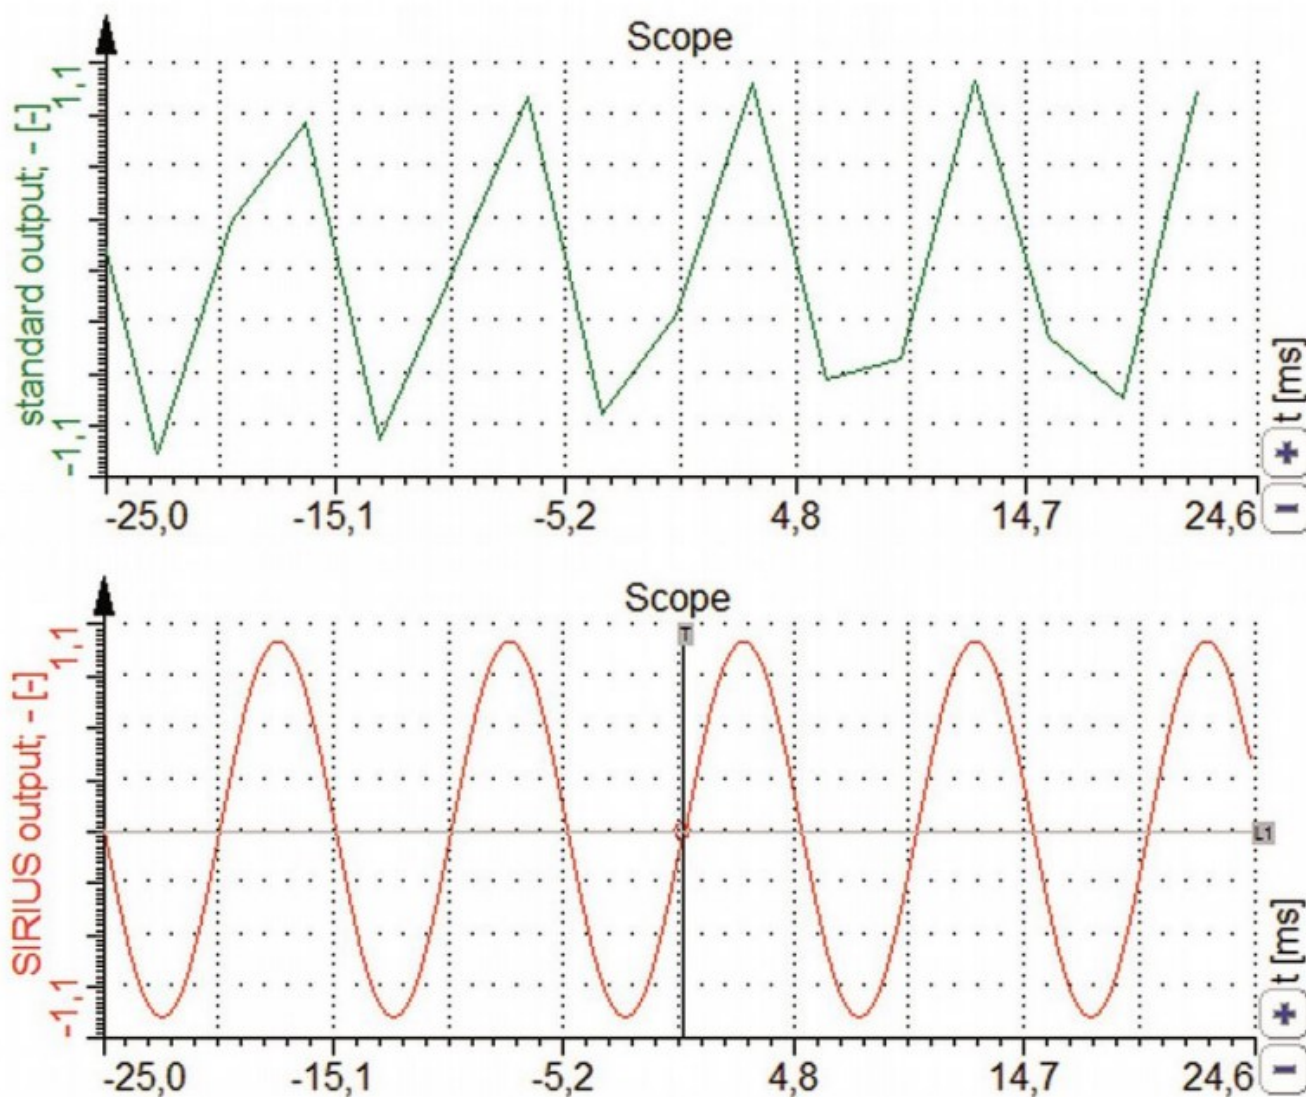 Scope
1,1
standard output; - [-]
-1,1
t [ms]
+
-
-25,0 -15,1 -5,2 4,8 14,7 24,6
Scope
T
1,1
SIRIUS output; - [-]
-1,1
L1
t [ms]
+
-
-25,0 -15,1 -5,2 4,8 14,7 24,6